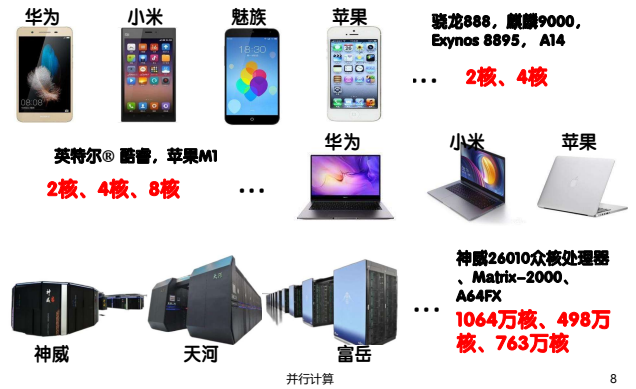 华为
小米
魅族
苹果
骁龙888，麒麟9000，
Exynos 8895， A14
… 2核、4核
英特尔® 酷睿，苹果M1
2核、4核、8核 …
华为
小米
苹果
神威26010众核处理器
、Matrix-2000、
A64FX
… 1064万核、498万
核、763万核
神威
天河
富岳
并行计算
8